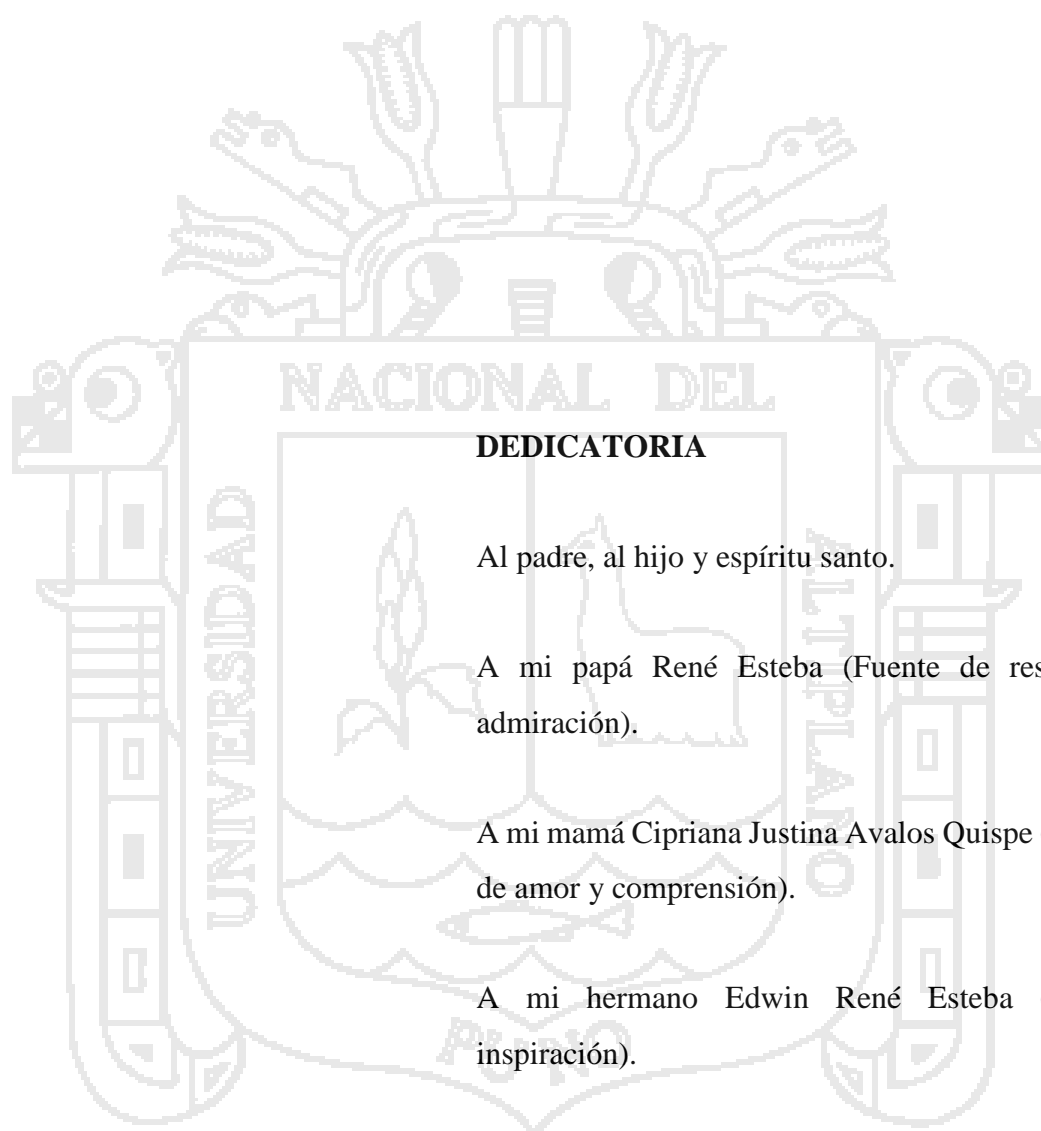 NACIONAL DEL
UNIVERSIDAD
ALTIPLANO
PUNO
DEDICATORIA
Al padre, al hijo y espíritu santo.
A mi papá René Esteba (Fuente de
admiración).
A mi mamá Cipriana Justina Avalos Quispe
de amor y comprensión).
A mi hermano Edwin René Esteba
inspiración).